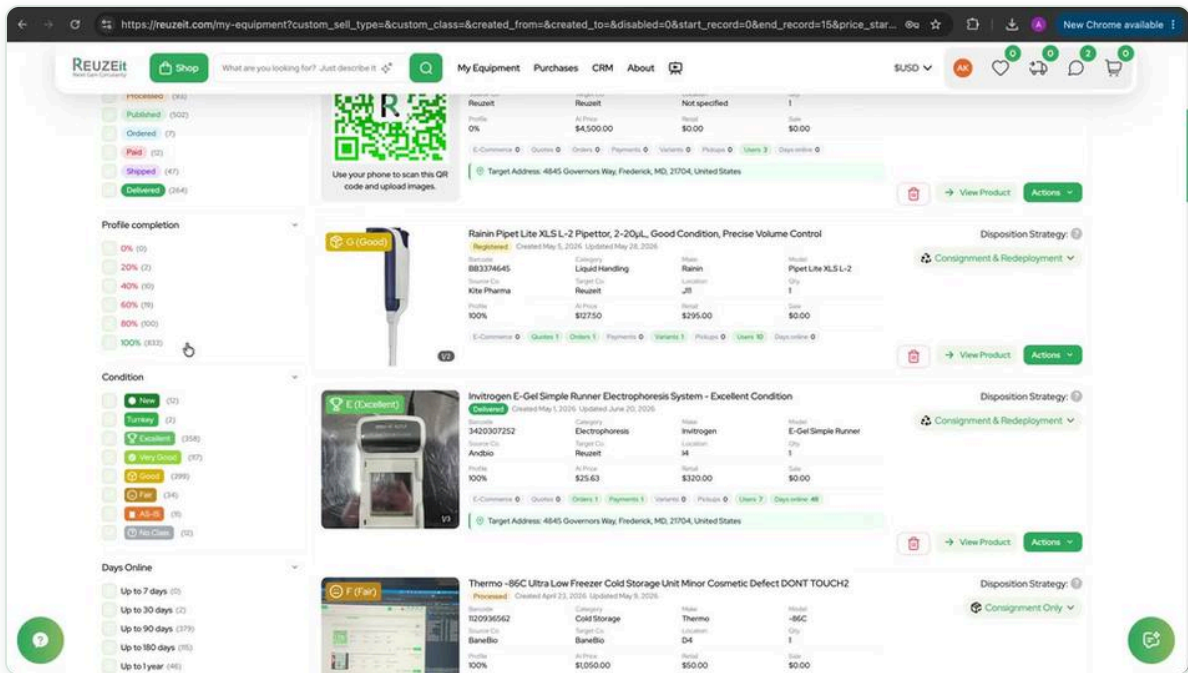 https://reuzeit.com/my-equipment?custom_sell_type=&custom_class=&created_from=&created_to=&disabled=0&start_record=0&end_record=15&price_star...
New Chrome available
REUZEit
Next Gen Circularity
Shop
What are you looking for? Just describe it
My Equipment Purchases CRM About
$USD
AK
0 0 2 0
Processed (93)
Published (502)
Ordered (7)
Paid (12)
Shipped (47)
Delivered (264)
Profile completion
0% (0)
20% (2)
40% (10)
60% (19)
80% (100)
100% (833)
Condition
New (12)
Turnkey (2)
Excellent (358)
Very Good (117)
Good (299)
Fair (34)
AS-IS (11)
No Class (12)
Days Online
Up to 7 days (0)
Up to 30 days (2)
Up to 90 days (379)
Up to 180 days (115)
Up to 1 year (46)
R
Use your phone to scan this QR
code and upload images.
Reuzeit Reuzeit Not specified 1
Profile AI Price Retail Sale
0% $4,500.00 $0.00 $0.00
E-Commerce 0 Quotes 0 Orders 0 Payments 0 Variants 0 Pickups 0 Users 3 Days online 0
Target Address: 4845 Governors Way, Frederick, MD, 21704, United States
View Product Actions
G (Good)
1/2
Rainin Pipet Lite XLS L-2 Pipettor, 2-20µL, Good Condition, Precise Volume Control
Registered Created May 5, 2026 Updated May 28, 2026
Barcode Category Make Model
BB3374645 Liquid Handling Rainin Pipet Lite XLS L-2
Source Co. Target Co. Location Qty
Kite Pharma Reuzeit J11 1
Profile AI Price Retail Sale
100% $127.50 $295.00 $0.00
E-Commerce 0 Quotes 1 Orders 1 Payments 0 Variants 1 Pickups 0 Users 10 Days online 0
Disposition Strategy:
Consignment & Redeployment
View Product Actions
E (Excellent)
1/3
Invitrogen E-Gel Simple Runner Electrophoresis System - Excellent Condition
Delivered Created May 1, 2026 Updated June 20, 2026
Barcode Category Make Model
3420307252 Electrophoresis Invitrogen E-Gel Simple Runner
Source Co. Target Co. Location Qty
Andbio Reuzeit I4 1
Profile AI Price Retail Sale
100% $25.63 $320.00 $0.00
E-Commerce 0 Quotes 0 Orders 1 Payments 1 Variants 0 Pickups 0 Users 7 Days online 48
Target Address: 4845 Governors Way, Frederick, MD, 21704, United States
Disposition Strategy:
Consignment & Redeployment
View Product Actions
F (Fair)
Thermo -86C Ultra Low Freezer Cold Storage Unit Minor Cosmetic Defect DONT TOUCH2
Processed Created April 23, 2026 Updated May 9, 2026
Barcode Category Make Model
1120936562 Cold Storage Thermo -86C
Source Co. Target Co. Location Qty
BaneBio BaneBio D4 1
Profile AI Price Retail Sale
100% $1,050.00 $50.00 $0.00
Disposition Strategy:
Consignment Only